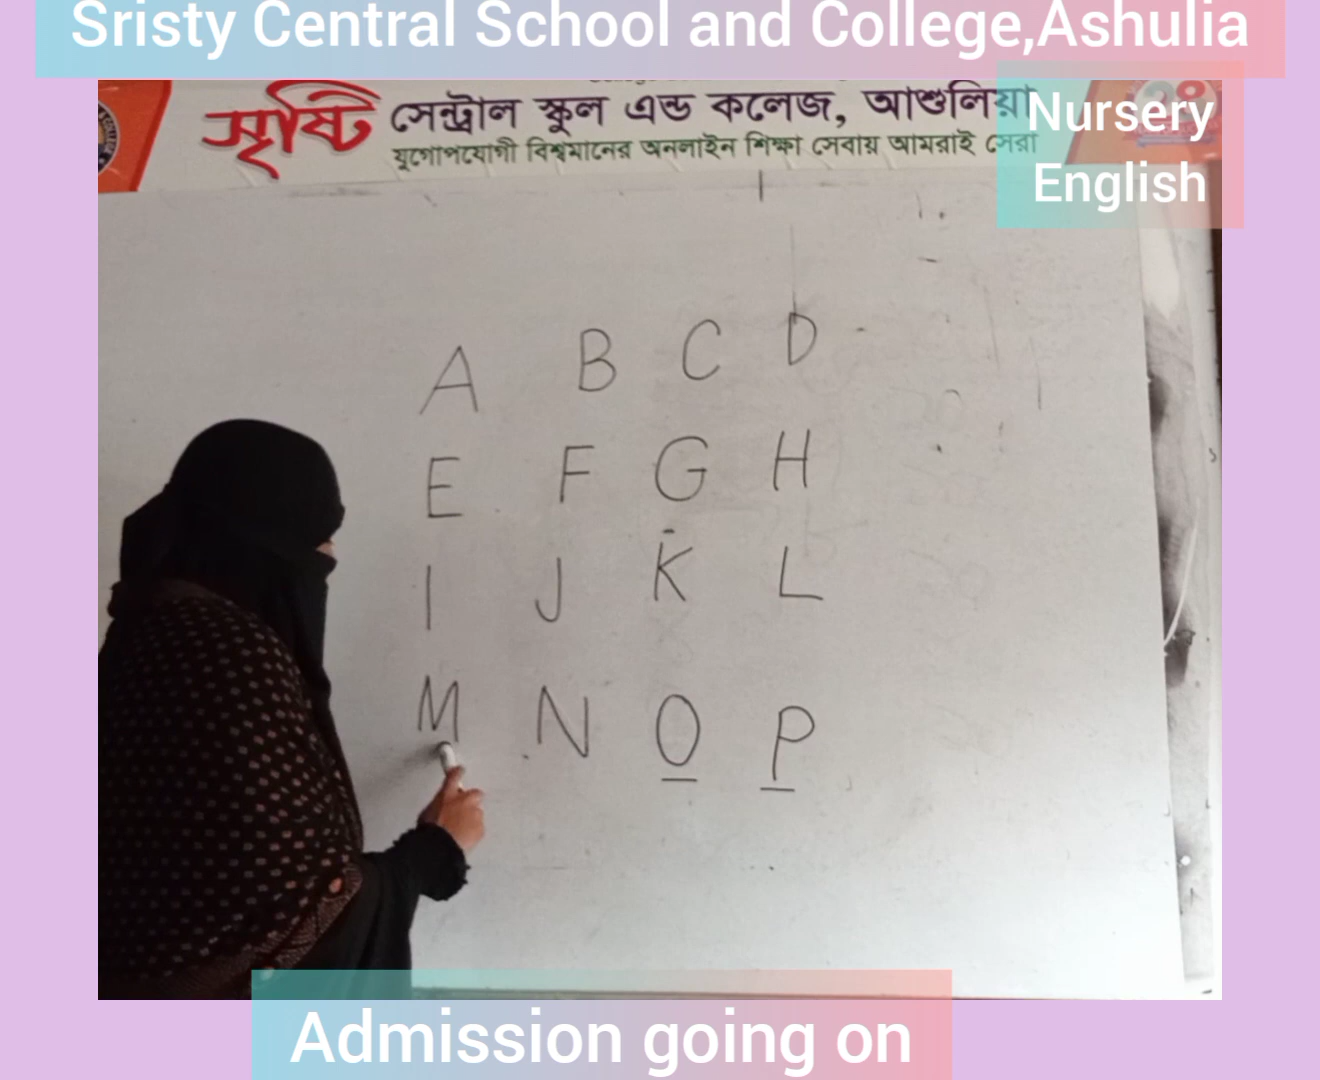 Sristy Central School and College,Ashulia
সৃষ্টি সেন্ট্রাল স্কুল এন্ড কলেজ, আশুলিয়া
যুগোপযোগী বিশ্বমানের অনলাইন শিক্ষা সেবায় আমরাই সেরা
Nursery
English
A B C D
E F G H
I J K L
M N O P
Admission going on